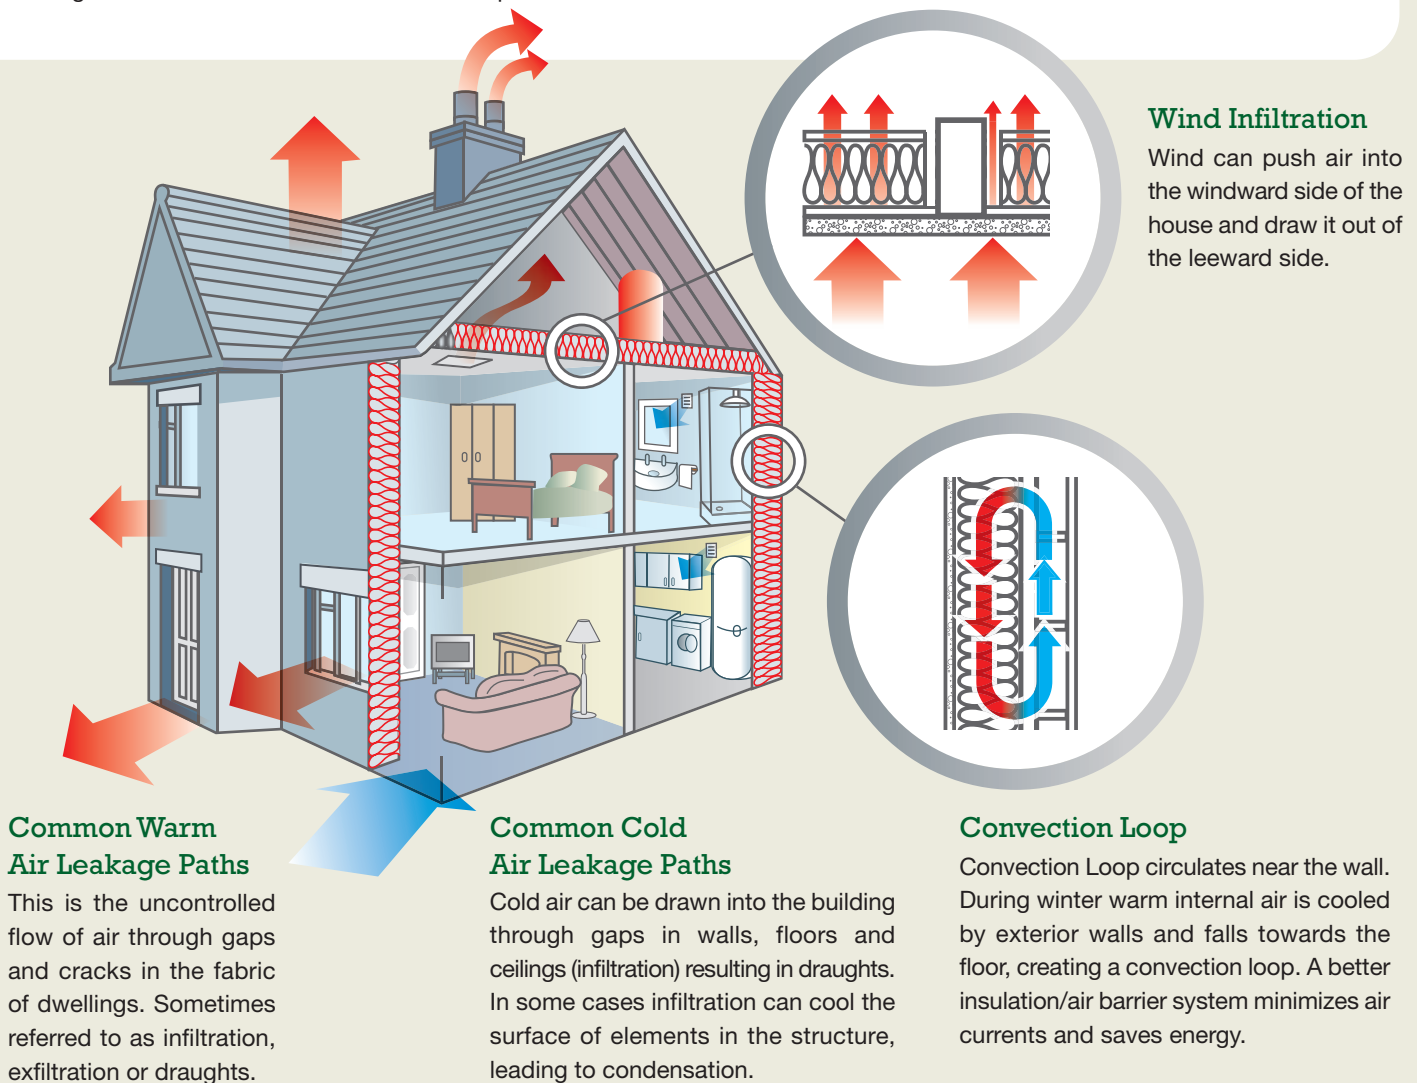 Wind Infiltration
Wind can push air into
the windward side of the
house and draw it out of
the leeward side.
Common Warm
Air Leakage Paths
This is the uncontrolled
flow of air through gaps
and cracks in the fabric
of dwellings. Sometimes
referred to as infiltration,
exfiltration or draughts.
Common Cold
Air Leakage Paths
Cold air can be drawn into the building
through gaps in walls, floors and
ceilings (infiltration) resulting in draughts.
In some cases infiltration can cool the
surface of elements in the structure,
leading to condensation.
Convection Loop
Convection Loop circulates near the wall.
During winter warm internal air is cooled
by exterior walls and falls towards the
floor, creating a convection loop. A better
insulation/air barrier system minimizes air
currents and saves energy.